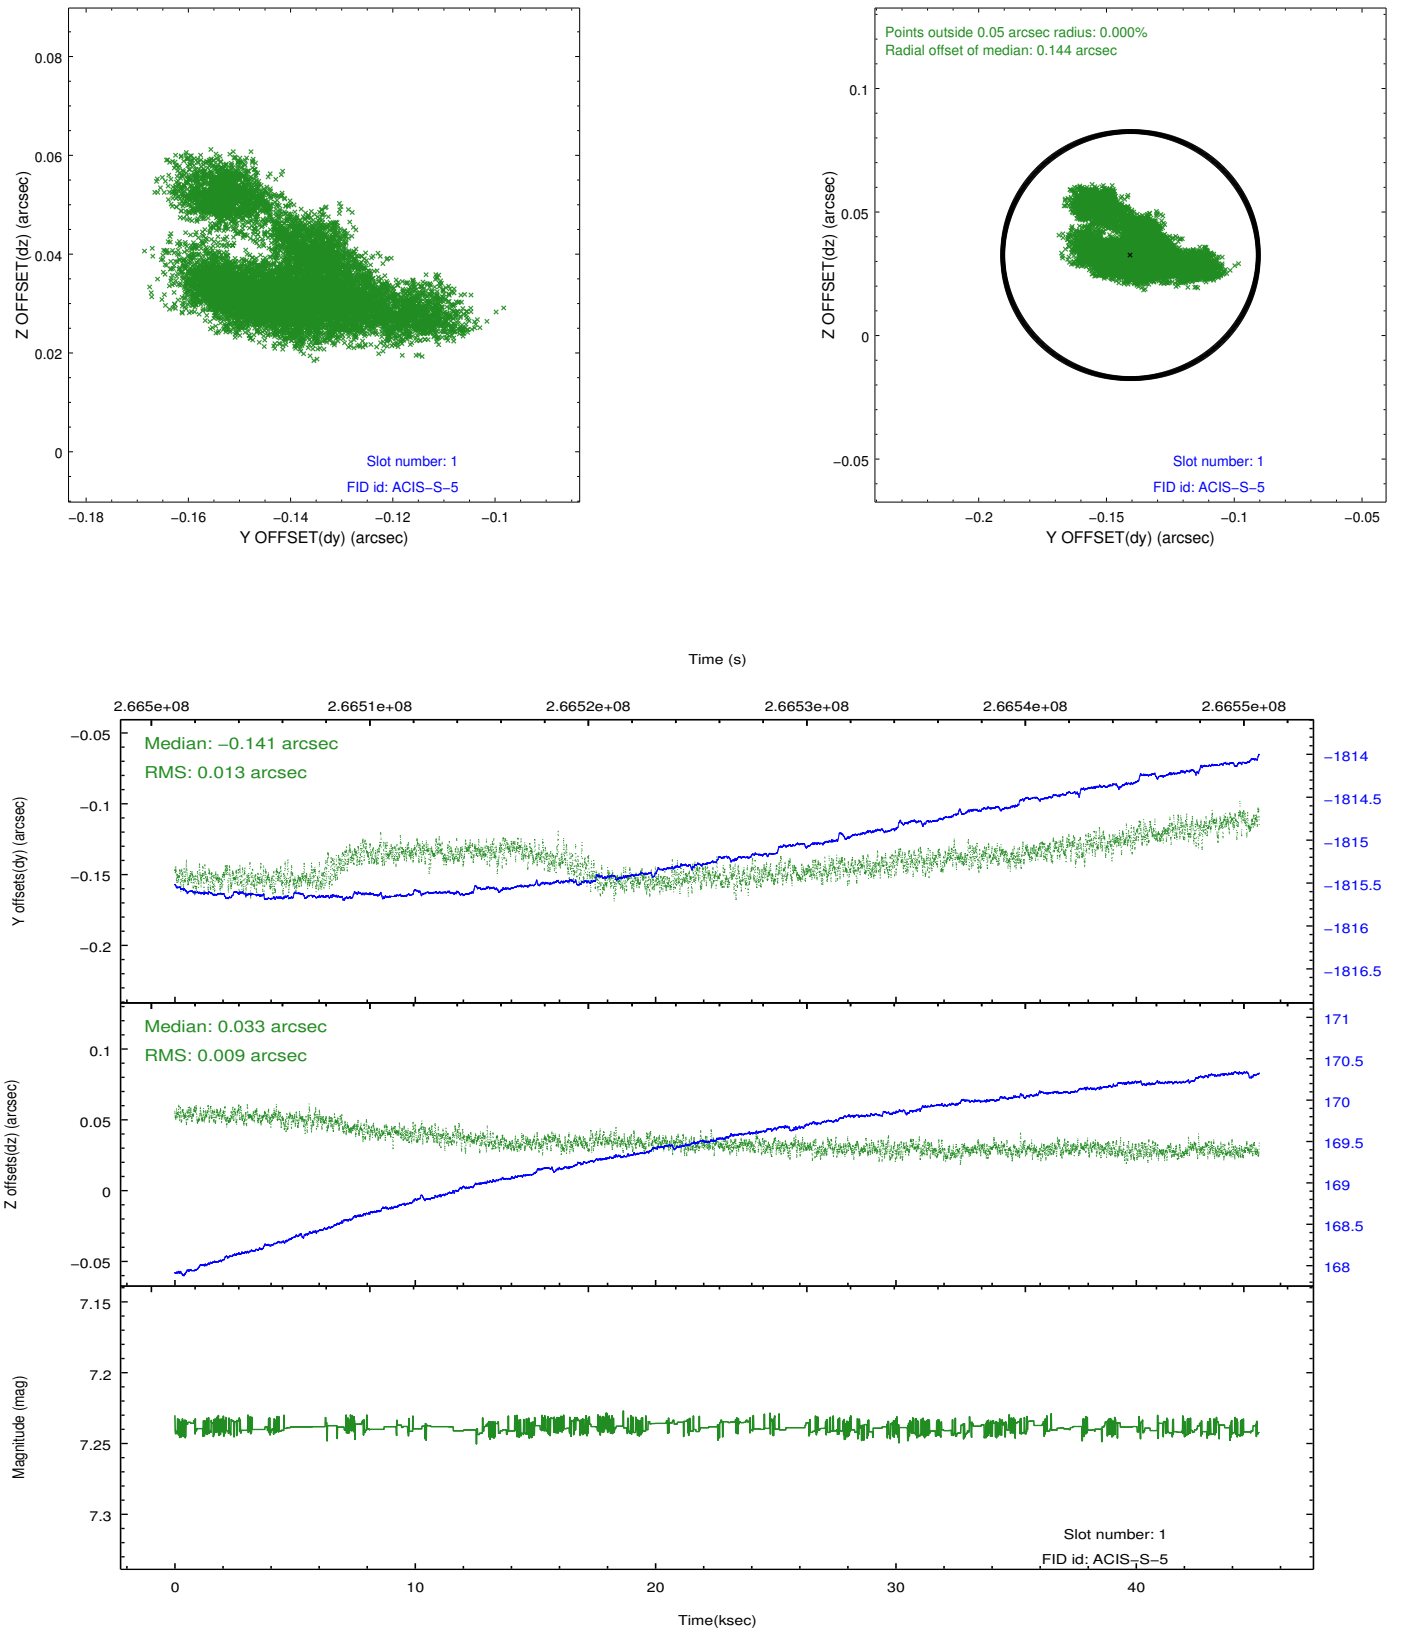 0.08
0.06
0.04
0.02
0
Z OFFSET(dz) (arcsec)
Slot number: 1
FID id: ACIS−S−5
−0.18
−0.16
−0.14
−0.12
−0.1
Y OFFSET(dy) (arcsec)
Points outside 0.05 arcsec radius: 0.000%
Radial offset of median: 0.144 arcsec
0.1
0.05
0
−0.05
Z OFFSET(dz) (arcsec)
Slot number: 1
FID id: ACIS−S−5
−0.2
−0.15
−0.1
−0.05
Y OFFSET(dy) (arcsec)
Time (s)
2.665e+08
2.6651e+08
2.6652e+08
2.6653e+08
2.6654e+08
2.6655e+08
Median: −0.141 arcsec
RMS: 0.013 arcsec
−0.05
−0.1
−0.15
−0.2
Y offsets(dy) (arcsec)
−1814
−1814.5
−1815
−1815.5
−1816
−1816.5
Median: 0.033 arcsec
RMS: 0.009 arcsec
0.1
0.05
0
−0.05
Z offsets(dz) (arcsec)
171
170.5
170
169.5
169
168.5
168
7.15
7.2
7.25
7.3
Magnitude (mag)
Slot number: 1
FID id: ACIS−S−5
0
10
20
30
40
Time(ksec)